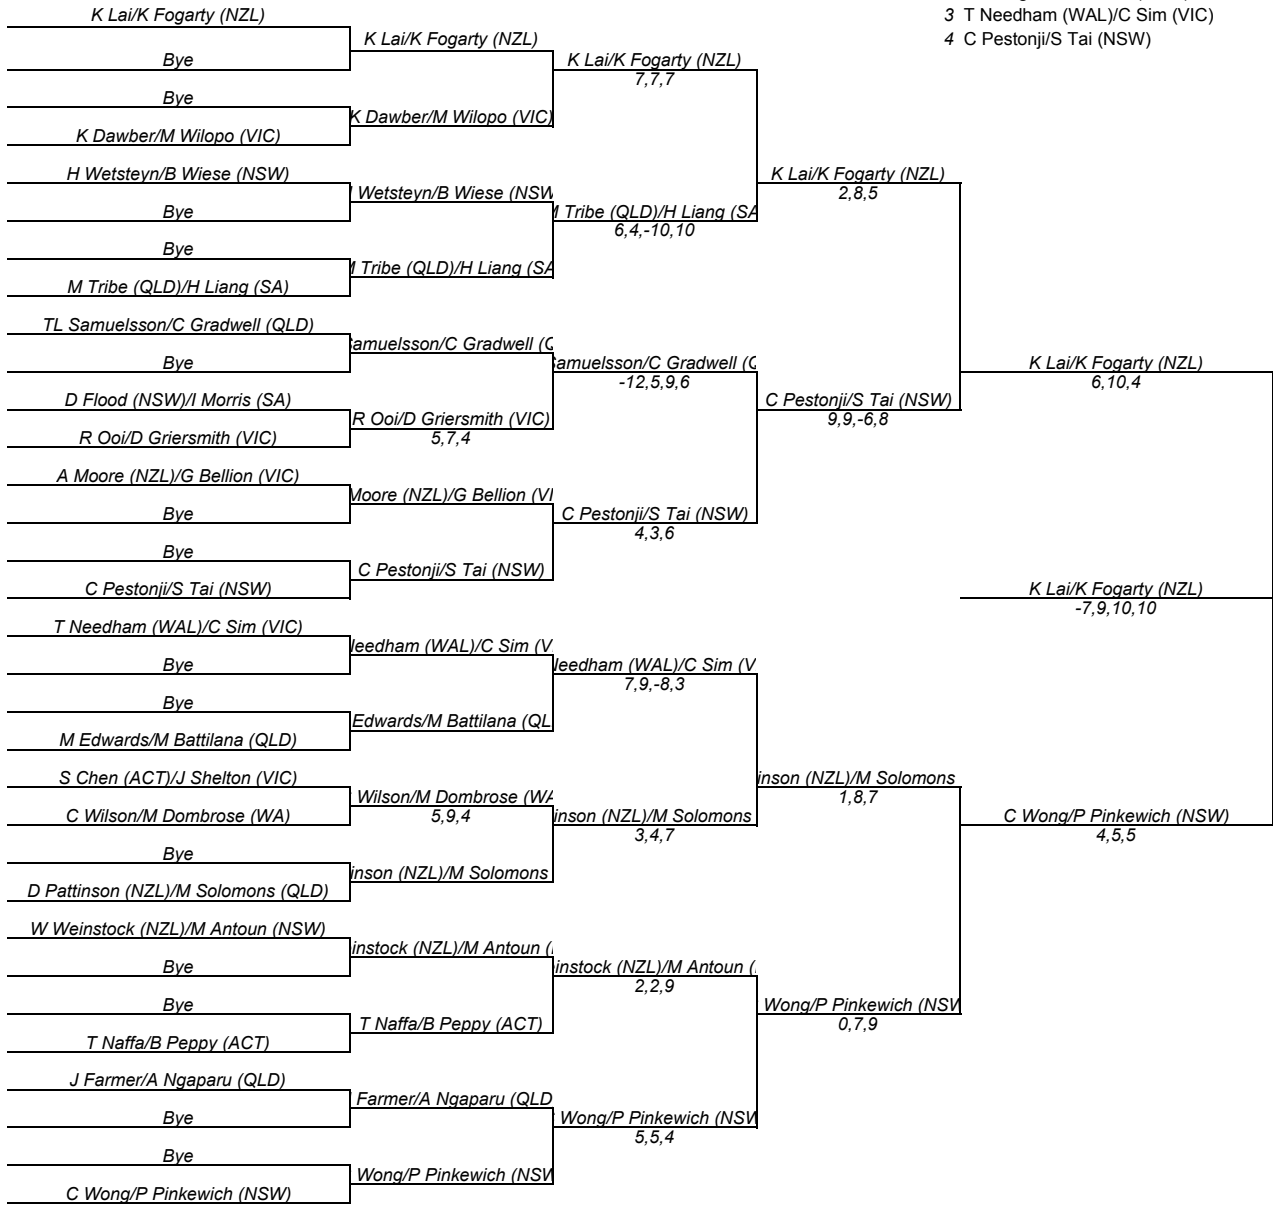 K Lai/K Fogarty (NZL)
Bye
Bye
K Dawber/M Wilopo (VIC)
H Wetsteyn/B Wiese (NSW)
Bye
Bye
M Tribe (QLD)/H Liang (SA)
TL Samuelsson/C Gradwell (QLD)
Bye
D Flood (NSW)/I Morris (SA)
R Ooi/D Griersmith (VIC)
A Moore (NZL)/G Bellion (VIC)
Bye
Bye
C Pestonji/S Tai (NSW)
T Needham (WAL)/C Sim (VIC)
Bye
Bye
M Edwards/M Battilana (QLD)
S Chen (ACT)/J Shelton (VIC)
C Wilson/M Dombrose (WA)
Bye
D Pattinson (NZL)/M Solomons (QLD)
W Weinstock (NZL)/M Antoun (NSW)
Bye
Bye
T Naffa/B Peppy (ACT)
J Farmer/A Ngaparu (QLD)
Bye
Bye
C Wong/P Pinkewich (NSW)
K Lai/K Fogarty (NZL)
K Dawber/M Wilopo (VIC)
Wetsteyn/B Wiese (NSW
Tribe (QLD)/H Liang (SA
amuelsson/C Gradwell (
R Ooi/D Griersmith (VIC)
5,7,4
Moore (NZL)/G Bellion (VI
C Pestonji/S Tai (NSW)
eedham (WAL)/C Sim (V
Edwards/M Battilana (QL
Wilson/M Dombrose (WA
5,9,4
inson (NZL)/M Solomons
instock (NZL)/M Antoun (
T Naffa/B Peppy (ACT)
Farmer/A Ngaparu (QLD
Wong/P Pinkewich (NSW
K Lai/K Fogarty (NZL)
7,7,7
Tribe (QLD)/H Liang (SA
6,4,-10,10
amuelsson/C Gradwell (
-12,5,9,6
C Pestonji/S Tai (NSW)
4,3,6
eedham (WAL)/C Sim (V
7,9,-8,3
inson (NZL)/M Solomons
3,4,7
instock (NZL)/M Antoun (
2,2,9
Wong/P Pinkewich (NSW
5,5,4
K Lai/K Fogarty (NZL)
2,8,5
C Pestonji/S Tai (NSW)
9,9,-6,8
inson (NZL)/M Solomons
1,8,7
Wong/P Pinkewich (NSW
0,7,9
3 T Needham (WAL)/C Sim (VIC)
4 C Pestonji/S Tai (NSW)
K Lai/K Fogarty (NZL)
6,10,4
K Lai/K Fogarty (NZL)
-7,9,10,10
C Wong/P Pinkewich (NSW)
4,5,5